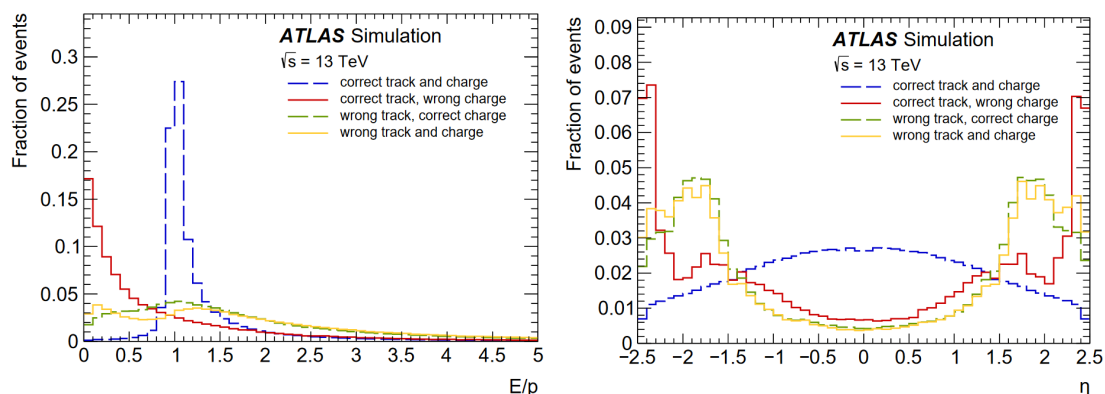 Fraction of events
0.3
0.25
0.2
0.15
0.1
0.05
0
ATLAS Simulation
√s = 13 TeV
correct track and charge
correct track, wrong charge
wrong track, correct charge
wrong track and charge
0 0.5 1 1.5 2 2.5 3 3.5 4 4.5 5
E/p
Fraction of events
0.09
0.08
0.07
0.06
0.05
0.04
0.03
0.02
0.01
0
ATLAS Simulation
√s = 13 TeV
correct track and charge
correct track, wrong charge
wrong track, correct charge
wrong track and charge
−2.5 −2 −1.5 −1 −0.5 0 0.5 1 1.5 2 2.5
η